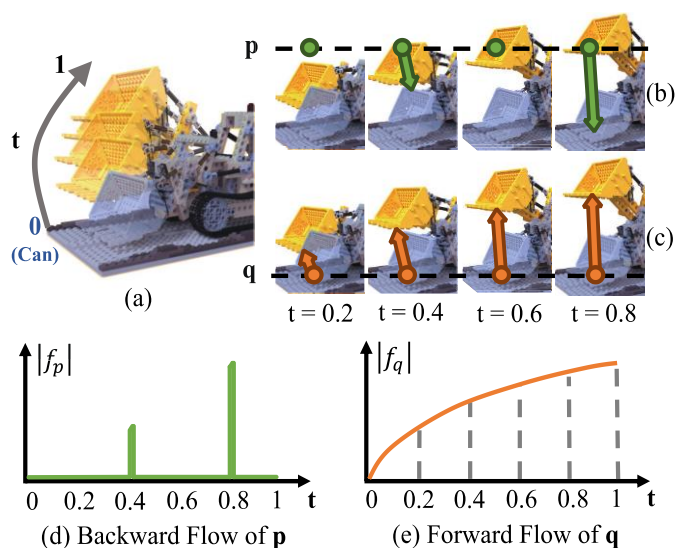 1
t
0
(Can)
(a)
p
(b)
q
(c)
t = 0.2 t = 0.4 t = 0.6 t = 0.8
|f_p|
0 0.2 0.4 0.6 0.8 1 t
(d) Backward Flow of p
|f_q|
0 0.2 0.4 0.6 0.8 1 t
(e) Forward Flow of q